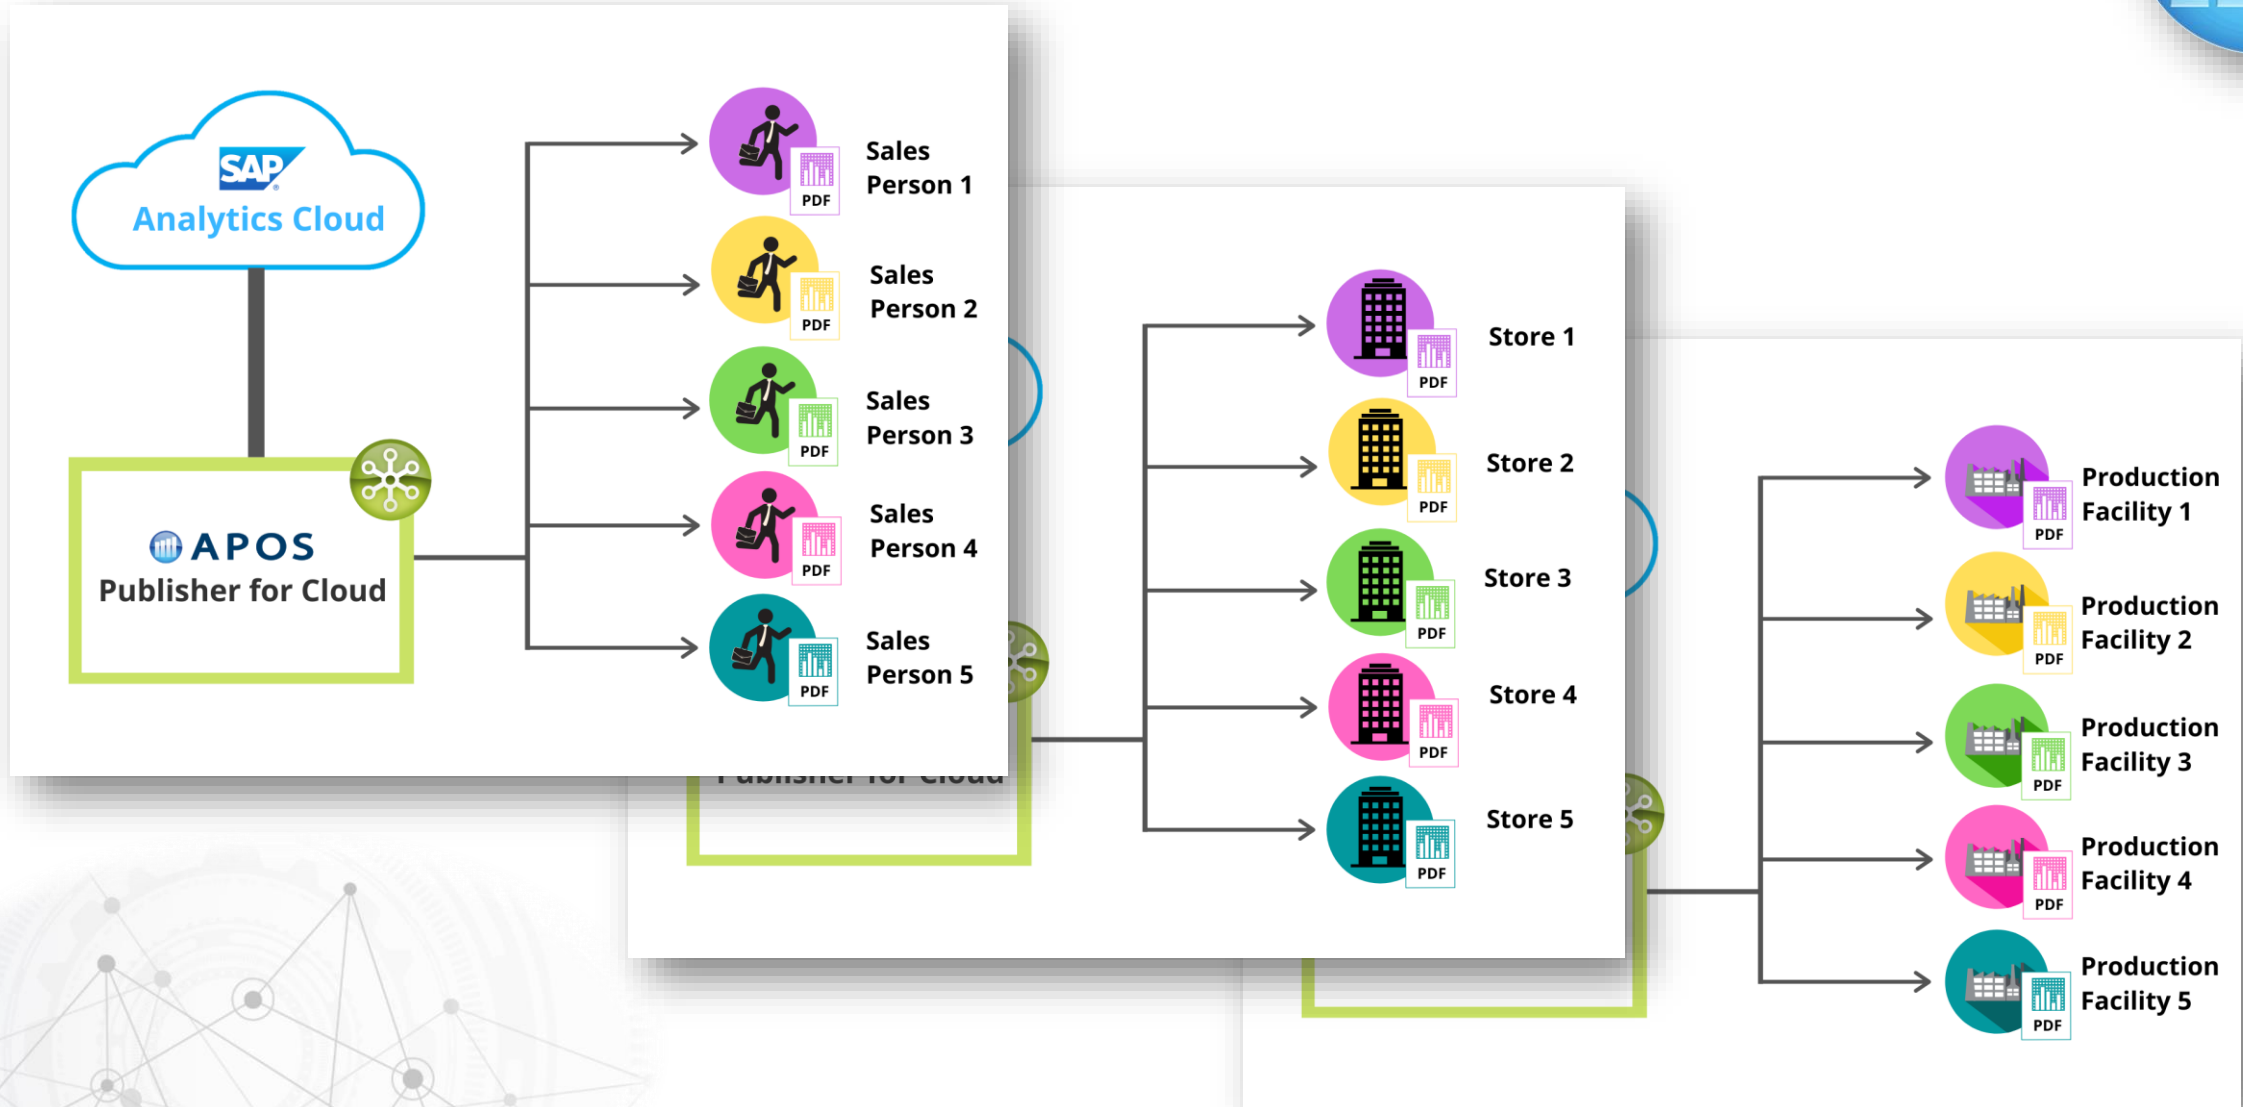 SAP
®
Analytics Cloud
APOS
Publisher for Cloud
PDF
Sales
Person 1
PDF
Sales
Person 2
PDF
Sales
Person 3
PDF
Sales
Person 4
PDF
Sales
Person 5
Publisher for Cloud
PDF
Store 1
PDF
Store 2
PDF
Store 3
PDF
Store 4
PDF
Store 5
PDF
Production
Facility 1
PDF
Production
Facility 2
PDF
Production
Facility 3
PDF
Production
Facility 4
PDF
Production
Facility 5